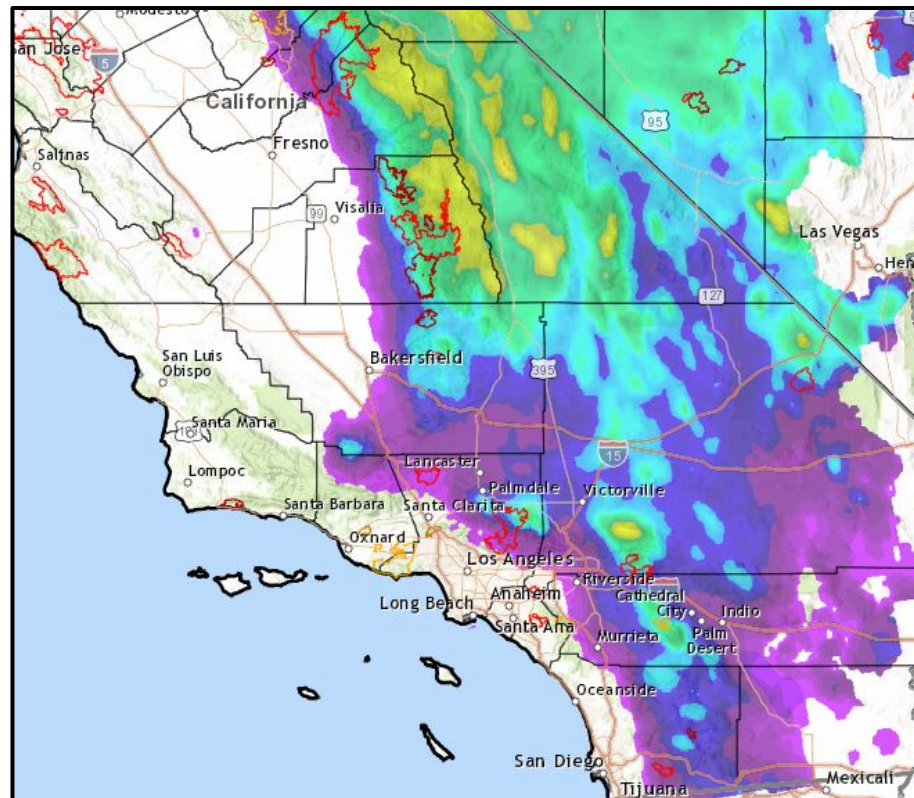 Modesto
San Jose
5
California
95
Fresno
Salinas
99
Visalia
Las Vegas
127
Bakersfield
San Luis
Obispo
395
Santa Maria
101
15
Lancaster
Lompoc
Palmdale
Victorville
Santa Barbara
Santa Clarita
Oxnard
Los Angeles
Riverside
Cathedral
City
Anaheim
Long Beach
Indio
Santa Ana
Palm
Desert
Murrieta
Oceanside
San Diego
Tijuana
Mexicali